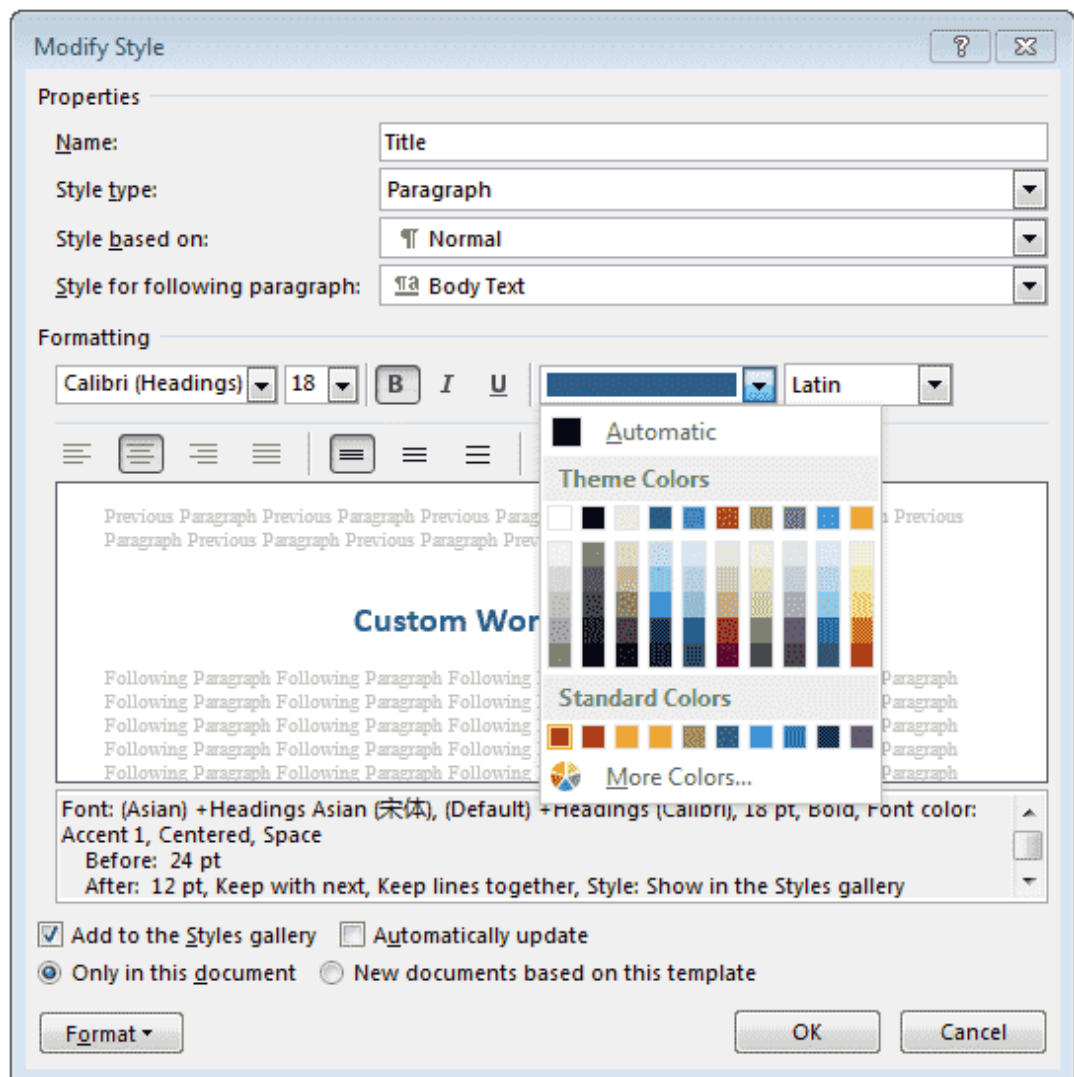 Modify Style
Properties
Name:
Title
Style type:
Paragraph
Style based on:
¶ Normal
Style for following paragraph:
¶a Body Text
Formatting
Calibri (Headings)
18
B I U
Latin
Automatic
Theme Colors
Previous Paragraph Previous Paragraph Previous Parag
Previous
Paragraph Previous Paragraph Previous Paragraph Prev
Custom Wor
Following Paragraph Following Paragraph Following
Paragraph
Following Paragraph Following Paragraph Following
Paragraph
Following Paragraph Following Paragraph Following
Paragraph
Following Paragraph Following Paragraph Following
Paragraph
Following Paragraph Following Paragraph Following
Paragraph
Standard Colors
More Colors...
Font: (Asian) +Headings Asian (宋体), (Default) +Headings (Calibri), 18 pt, Bold, Font color:
Accent 1, Centered, Space
Before: 24 pt
After: 12 pt, Keep with next, Keep lines together, Style: Show in the Styles gallery
Add to the Styles gallery
Automatically update
Only in this document
New documents based on this template
Format
OK
Cancel